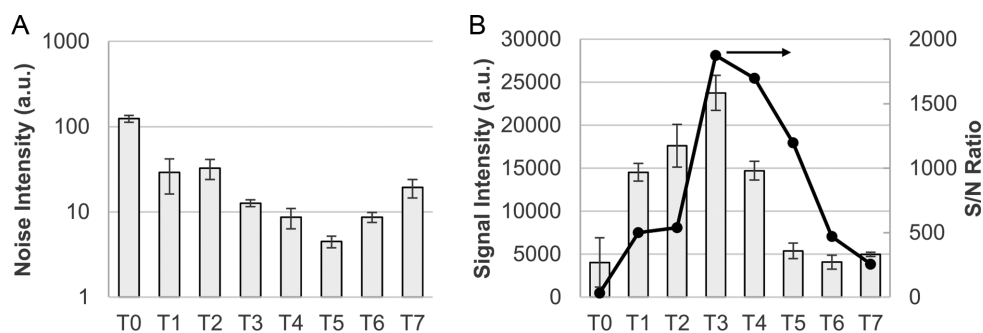 A
Noise Intensity (a.u.)
1000
100
10
1
T0 T1 T2 T3 T4 T5 T6 T7
B
Signal Intensity (a.u.)
30000
25000
20000
15000
10000
5000
0
T0 T1 T2 T3 T4 T5 T6 T7
2000
1500
1000
500
0
S/N Ratio